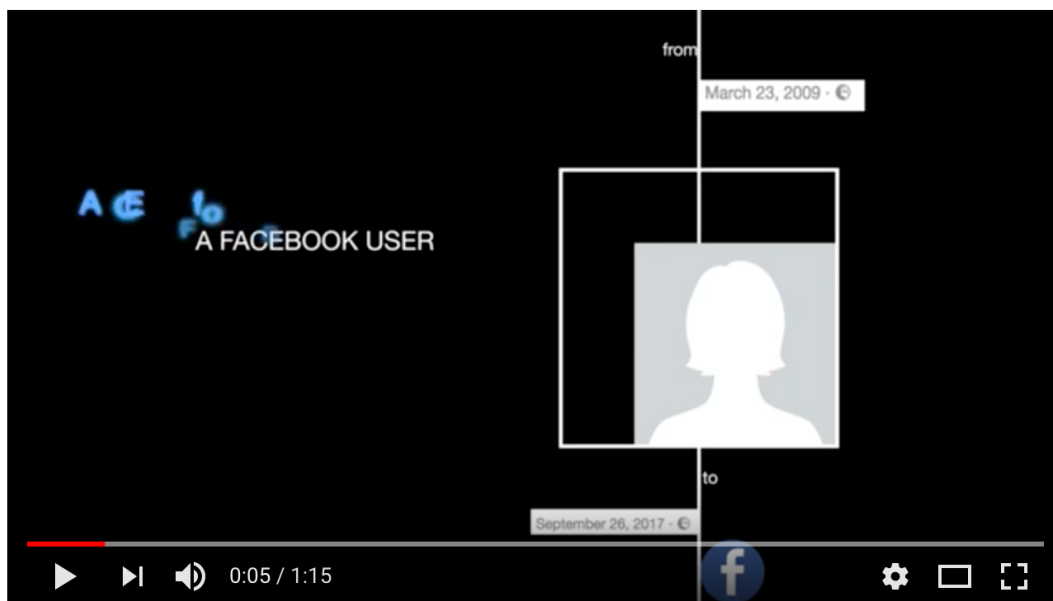 from
March 23, 2009 ·
A FACEBOOK USER
to
September 26, 2017 ·
f
0:05 / 1:15